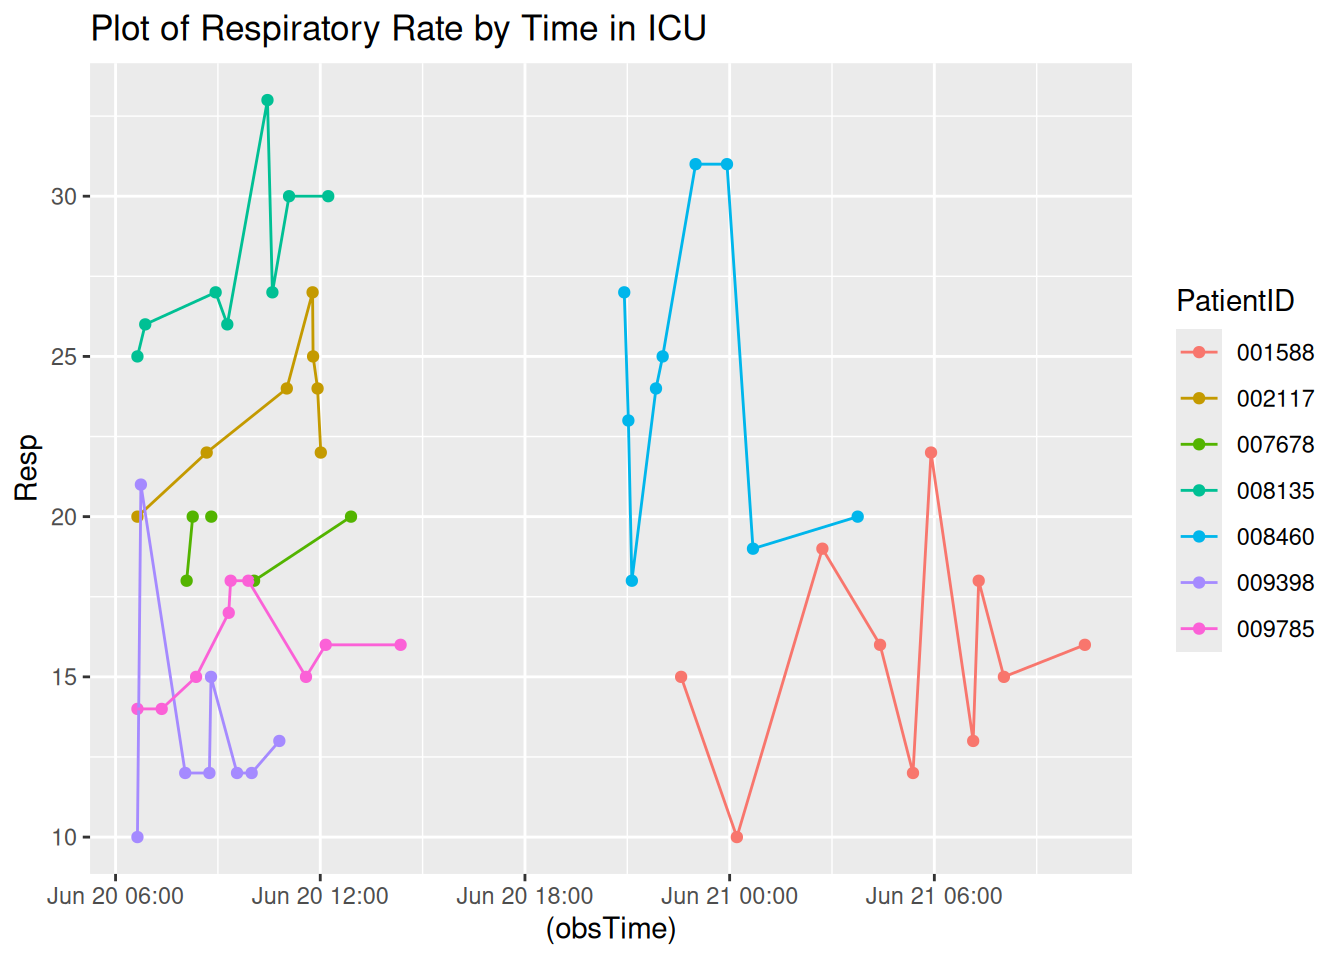 Plot of Respiratory Rate by Time in ICU
30
25
20
15
10
Resp
Jun 20 06:00 Jun 20 12:00 Jun 20 18:00 Jun 21 00:00 Jun 21 06:00
(obsTime)
PatientID
001588
002117
007678
008135
008460
009398
009785